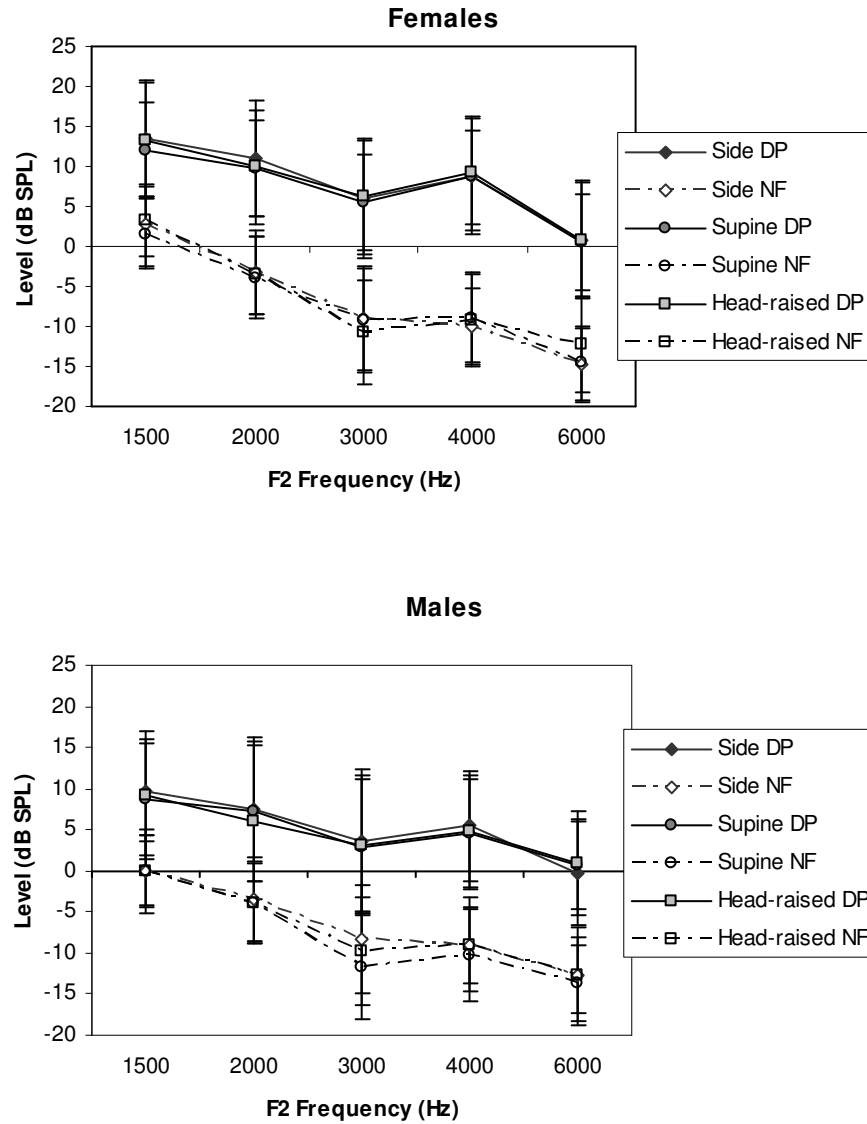 Females
25
20
15
10
5
0
-5
-10
-15
-20
Level (dB SPL)
1500 2000 3000 4000 6000
F2 Frequency (Hz)
Side DP
Side NF
Supine DP
Supine NF
Head-raised DP
Head-raised NF
Males
25
20
15
10
5
0
-5
-10
-15
-20
Level (dB SPL)
1500 2000 3000 4000 6000
F2 Frequency (Hz)
Side DP
Side NF
Supine DP
Supine NF
Head-raised DP
Head-raised NF